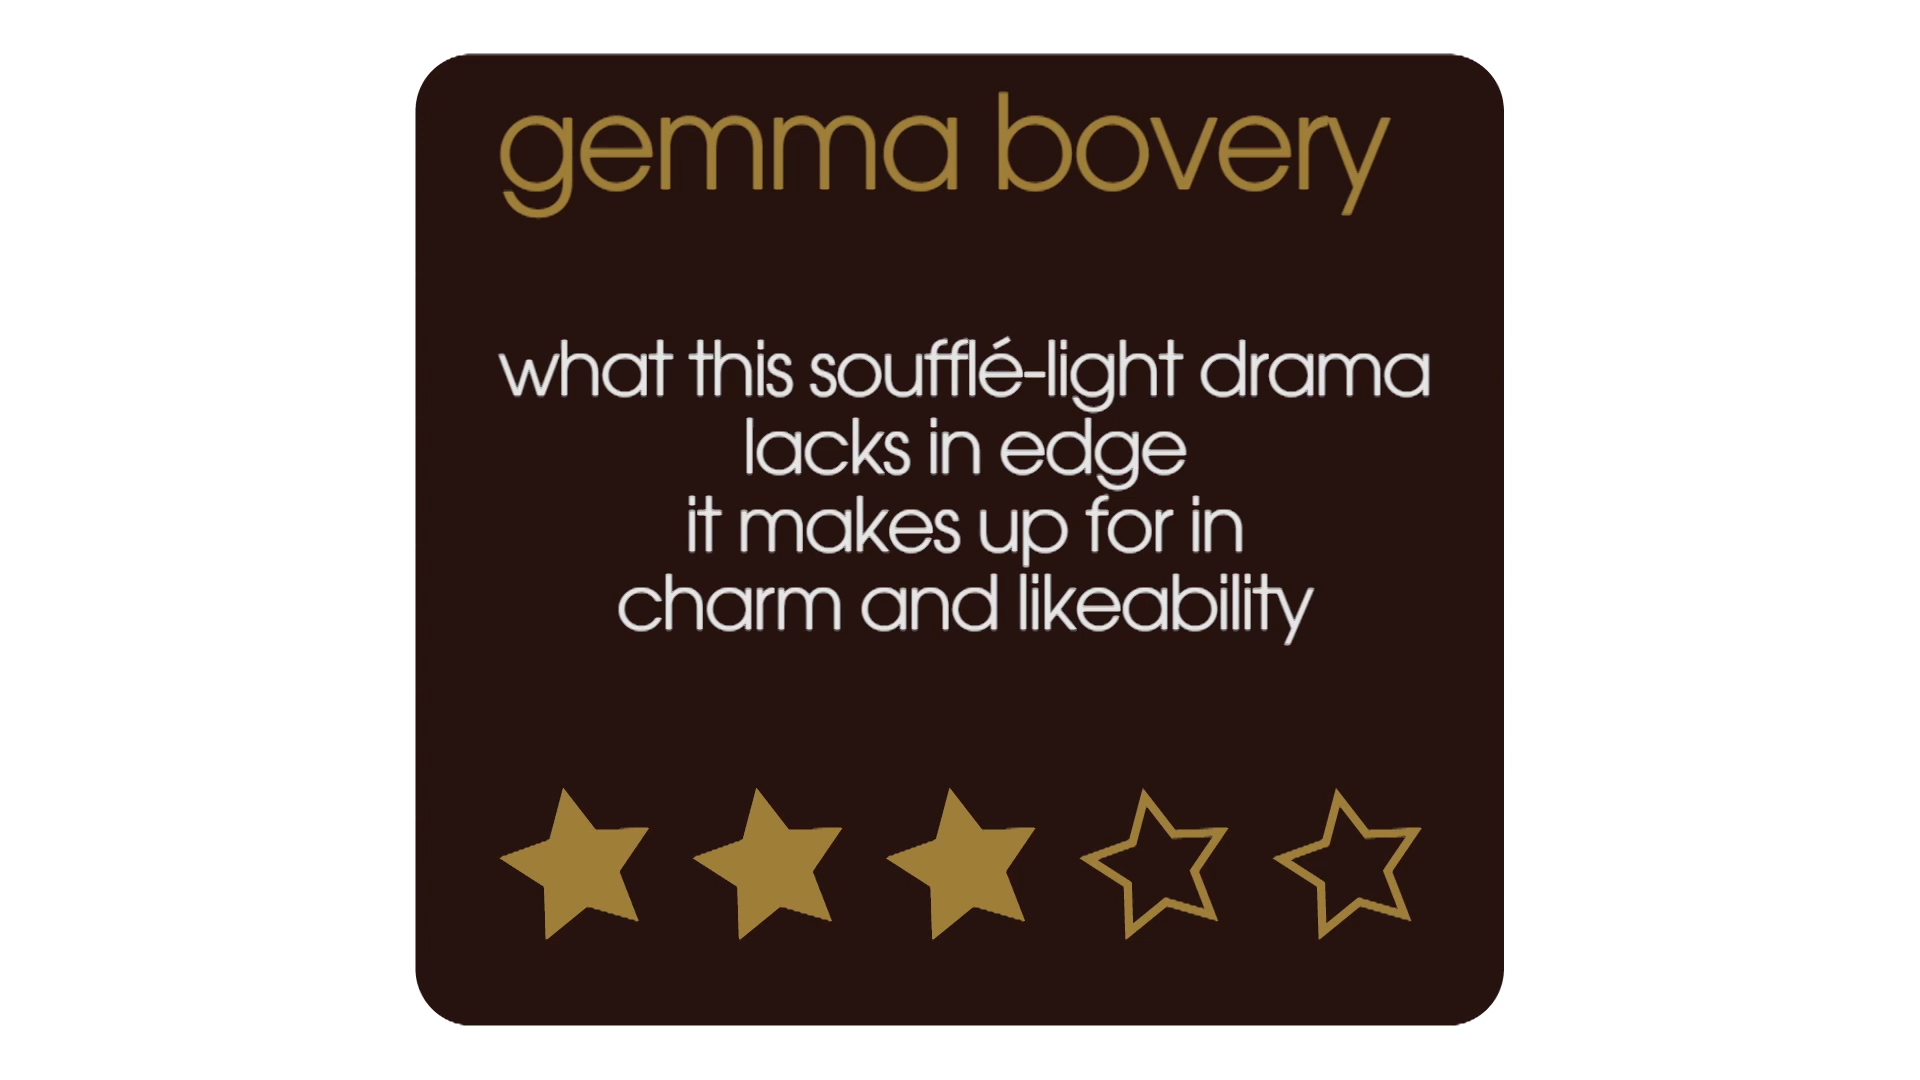 gemma bovery
what this soufflé-light drama
lacks in edge
it makes up for in
charm and likeability